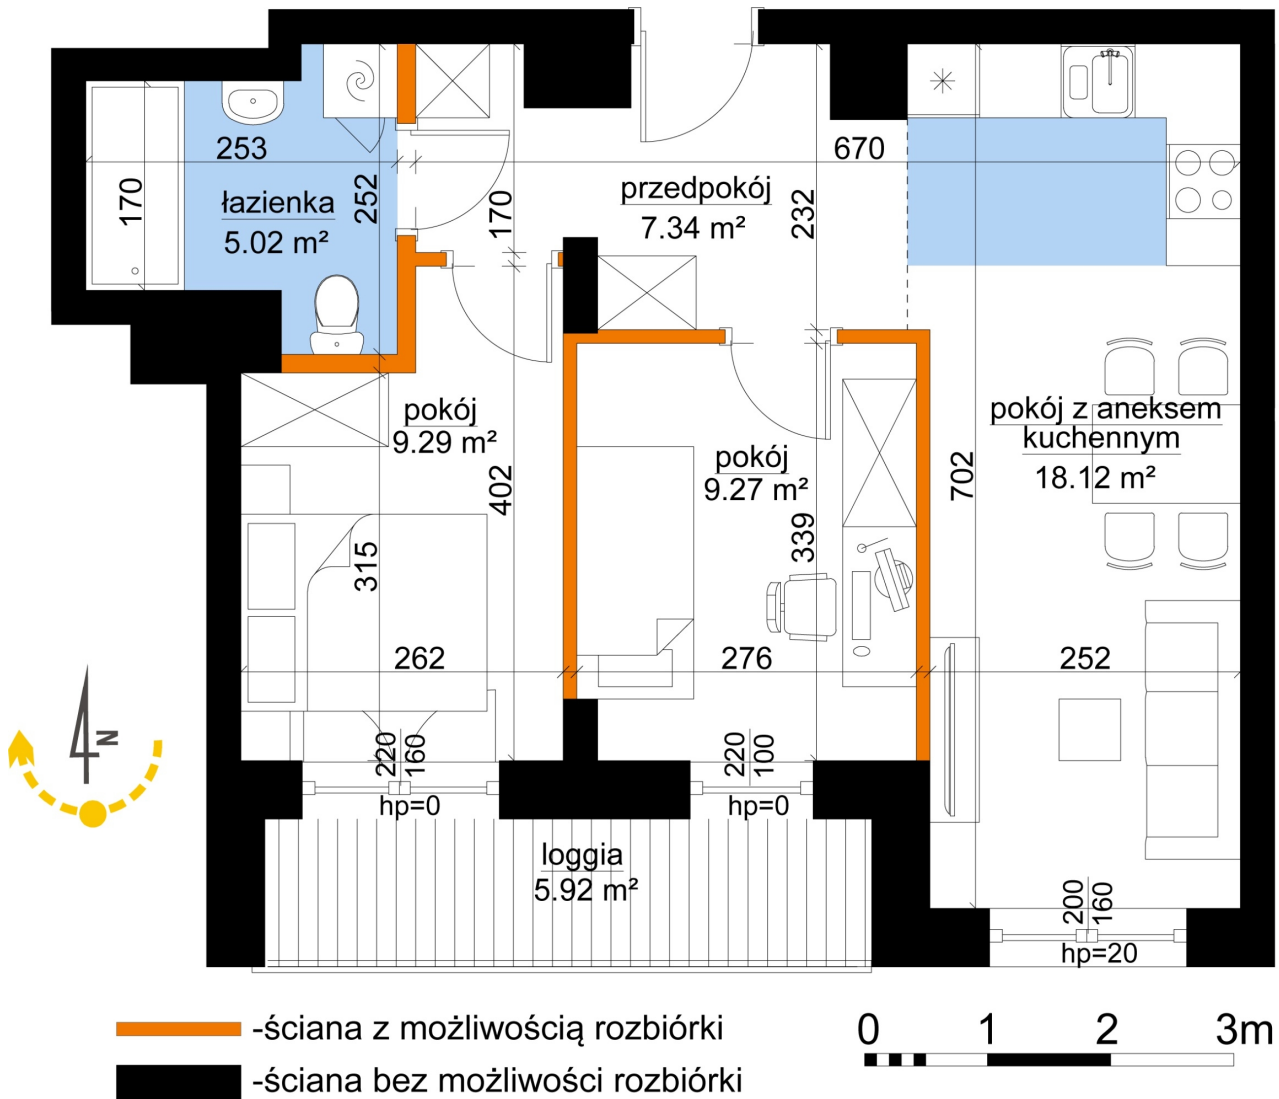 253
670
170
252
170
232
łazienka
5.02 m²
przedpokój
7.34 m²
pokój
9.29 m²
402
315
pokój
9.27 m²
339
702
pokój z aneksem
kuchennym
18.12 m²
262
276
252
220
160
hp=0
220
100
hp=0
N
loggia
5.92 m²
200
160
hp=20
-ściana z możliwością rozbiórki
-ściana bez możliwości rozbiórki
0 1 2 3m